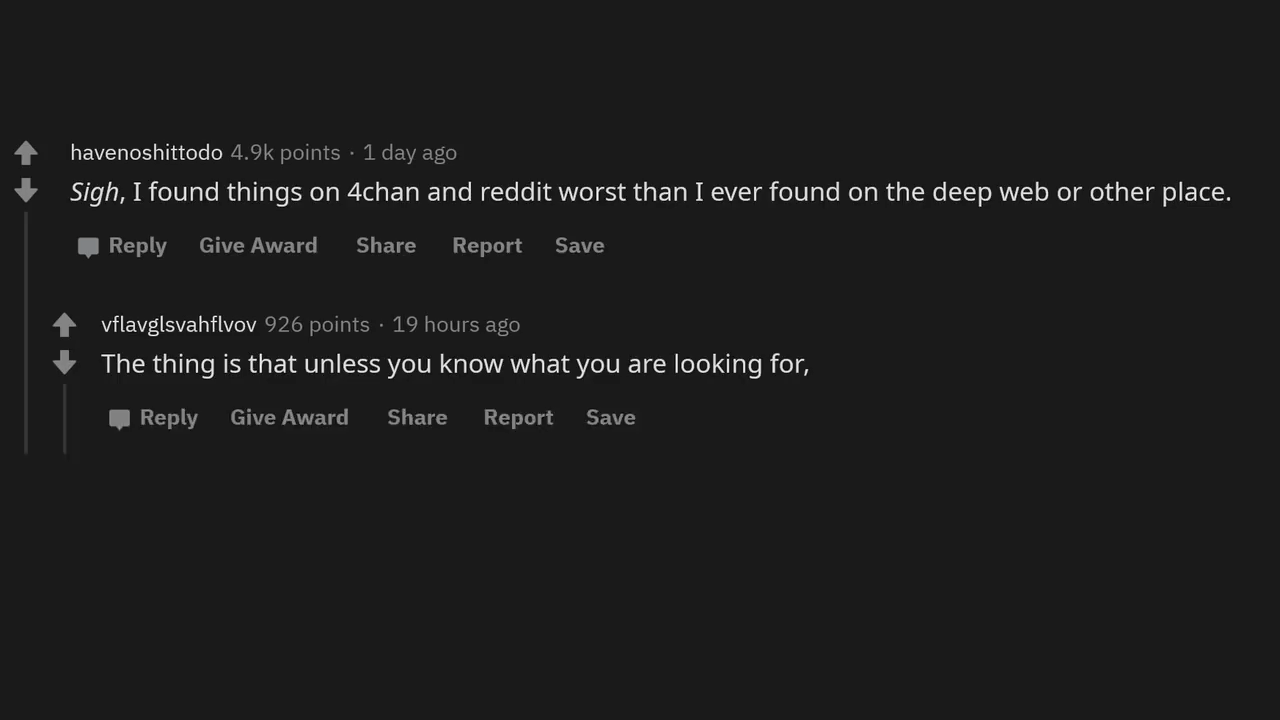 havenoshittodo 4.9k points · 1 day ago
Sigh, I found things on 4chan and reddit worst than I ever found on the deep web or other place.
Reply Give Award Share Report Save
vflavglsvahflvov 926 points · 19 hours ago
The thing is that unless you know what you are looking for,
Reply Give Award Share Report Save